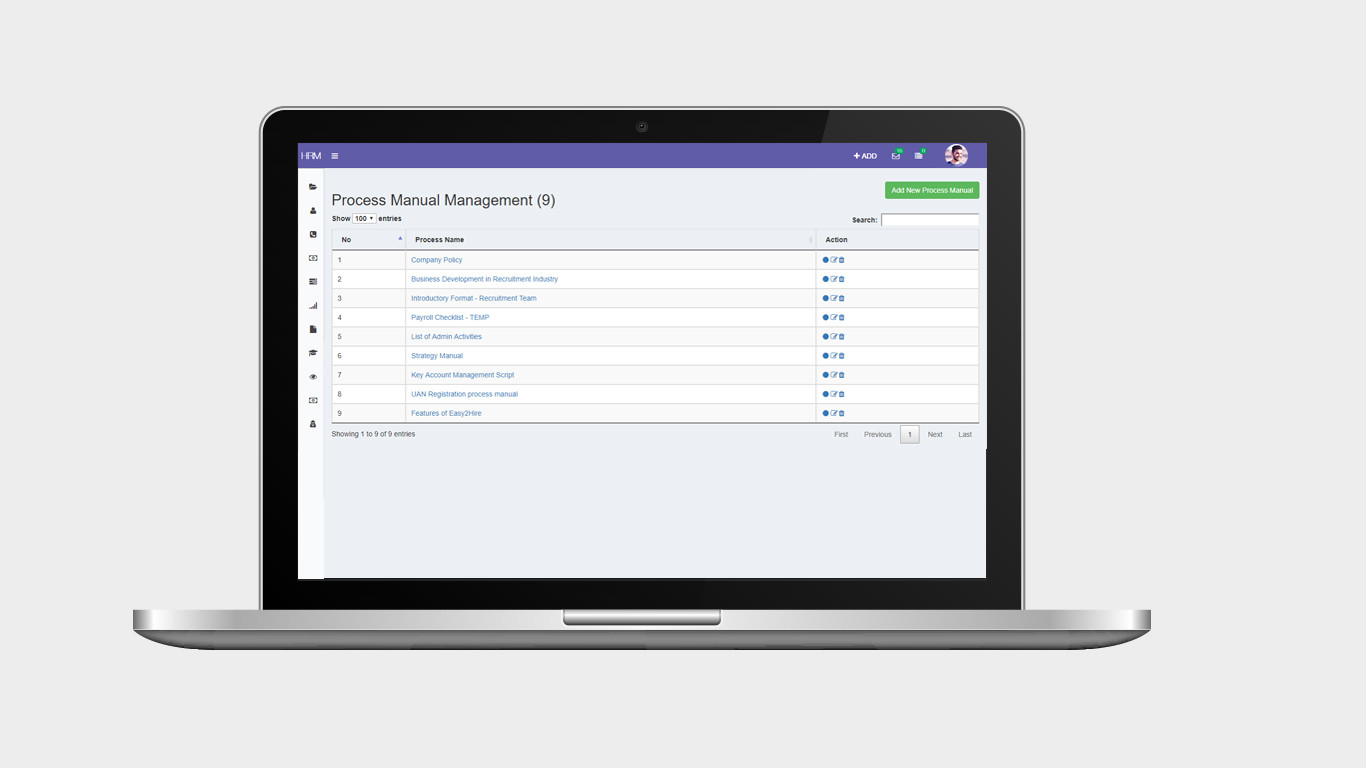 HRM + ADD
Add New Process Manual
Process Manual Management (9)
Show 100 entries
Search:
No Process Name Action
1 Company Policy
2 Business Development in Recruitment Industry
3 Introductory Format - Recruitment Team
4 Payroll Checklist - TEMP
5 List of Admin Activities
6 Strategy Manual
7 Key Account Management Script
8 UAN Registration process manual
9 Features of Easy2Hire
Showing 1 to 9 of 9 entries First Previous 1 Next Last